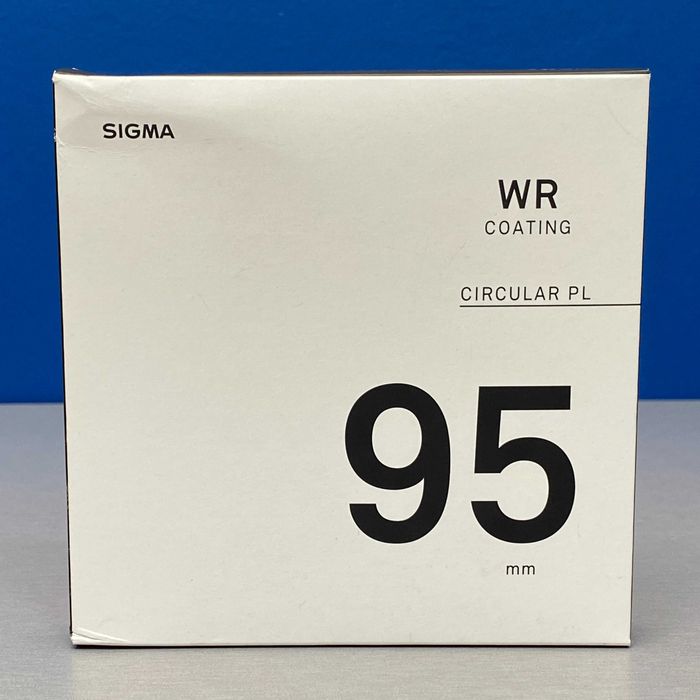 SIGMA
WR
COATING
CIRCULAR PL
95
mm